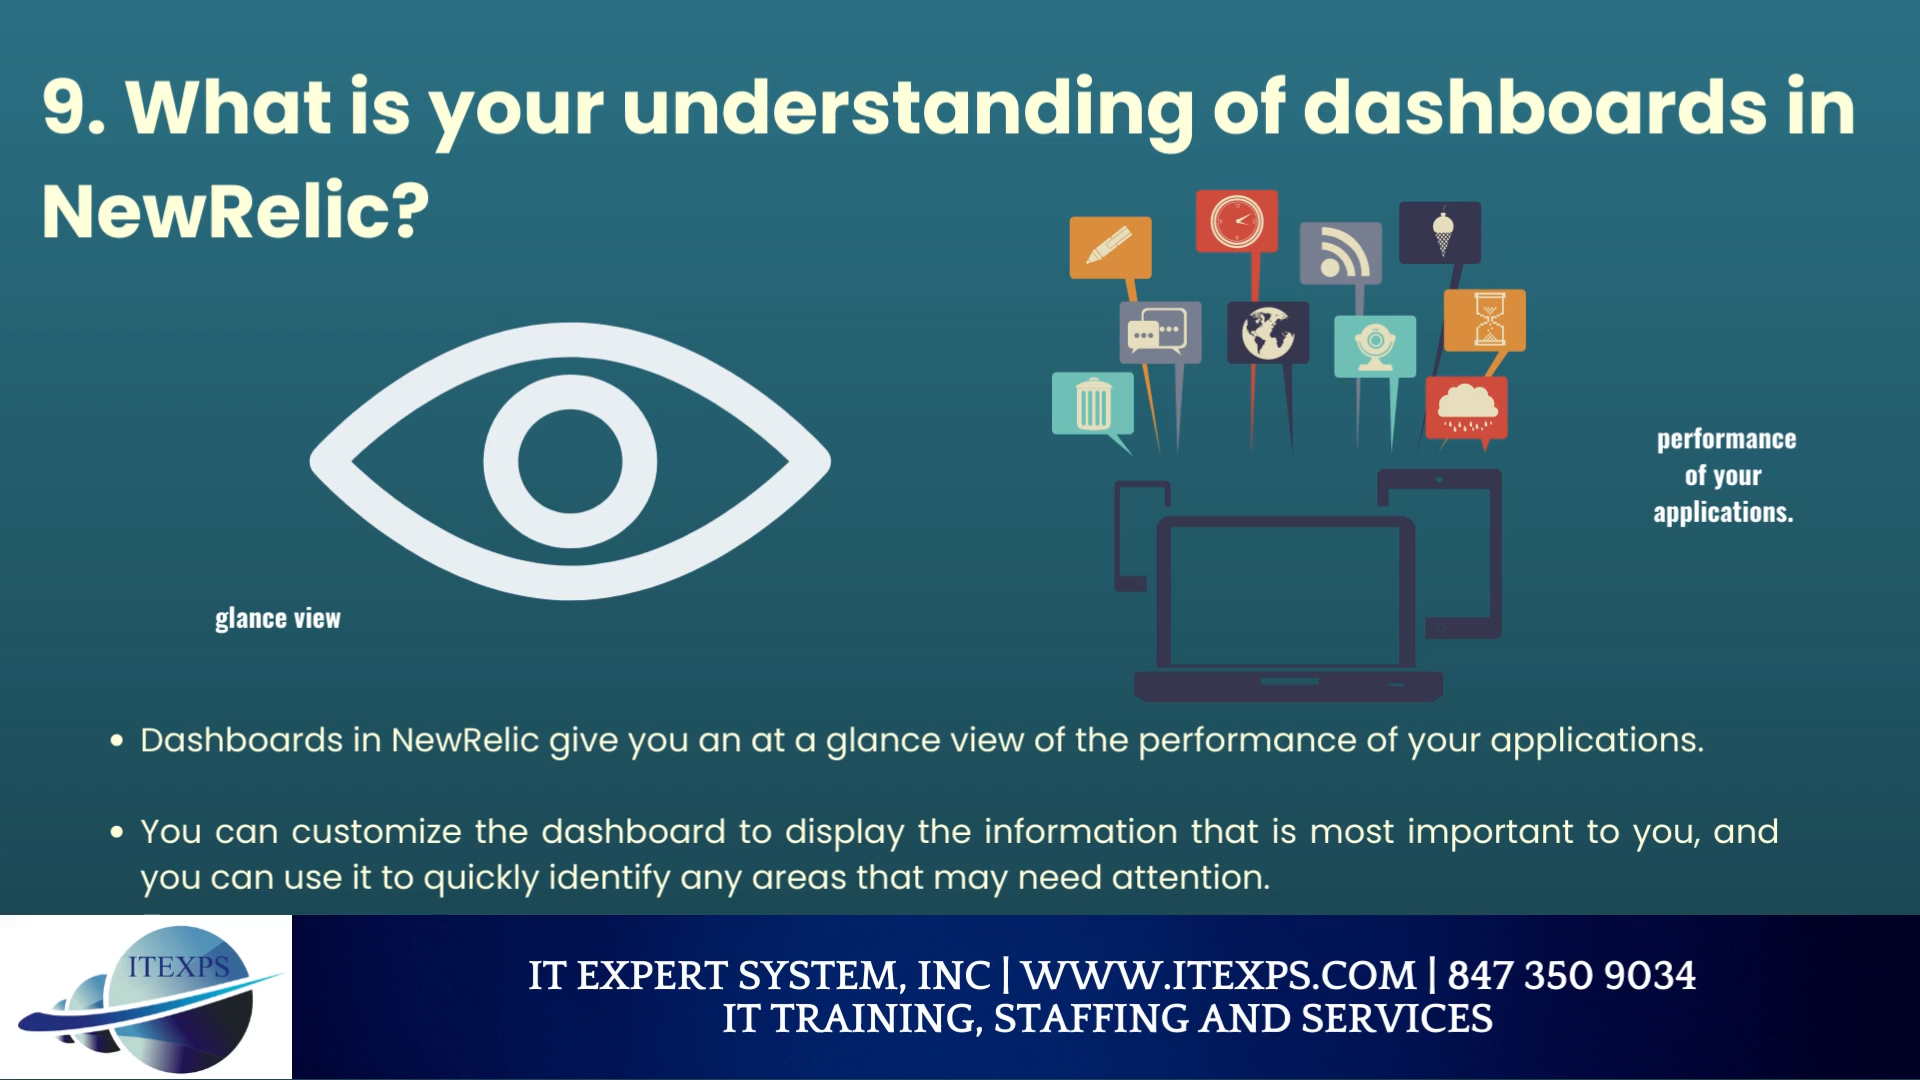 9. What is your understanding of dashboards in
NewRelic?
performance
of your
applications.
glance view
• Dashboards in NewRelic give you an at a glance view of the performance of your applications.
• You can customize the dashboard to display the information that is most important to you, and
you can use it to quickly identify any areas that may need attention.
ITEXPS
IT EXPERT SYSTEM, INC | WWW.ITEXPS.COM | 847 350 9034
IT TRAINING, STAFFING AND SERVICES